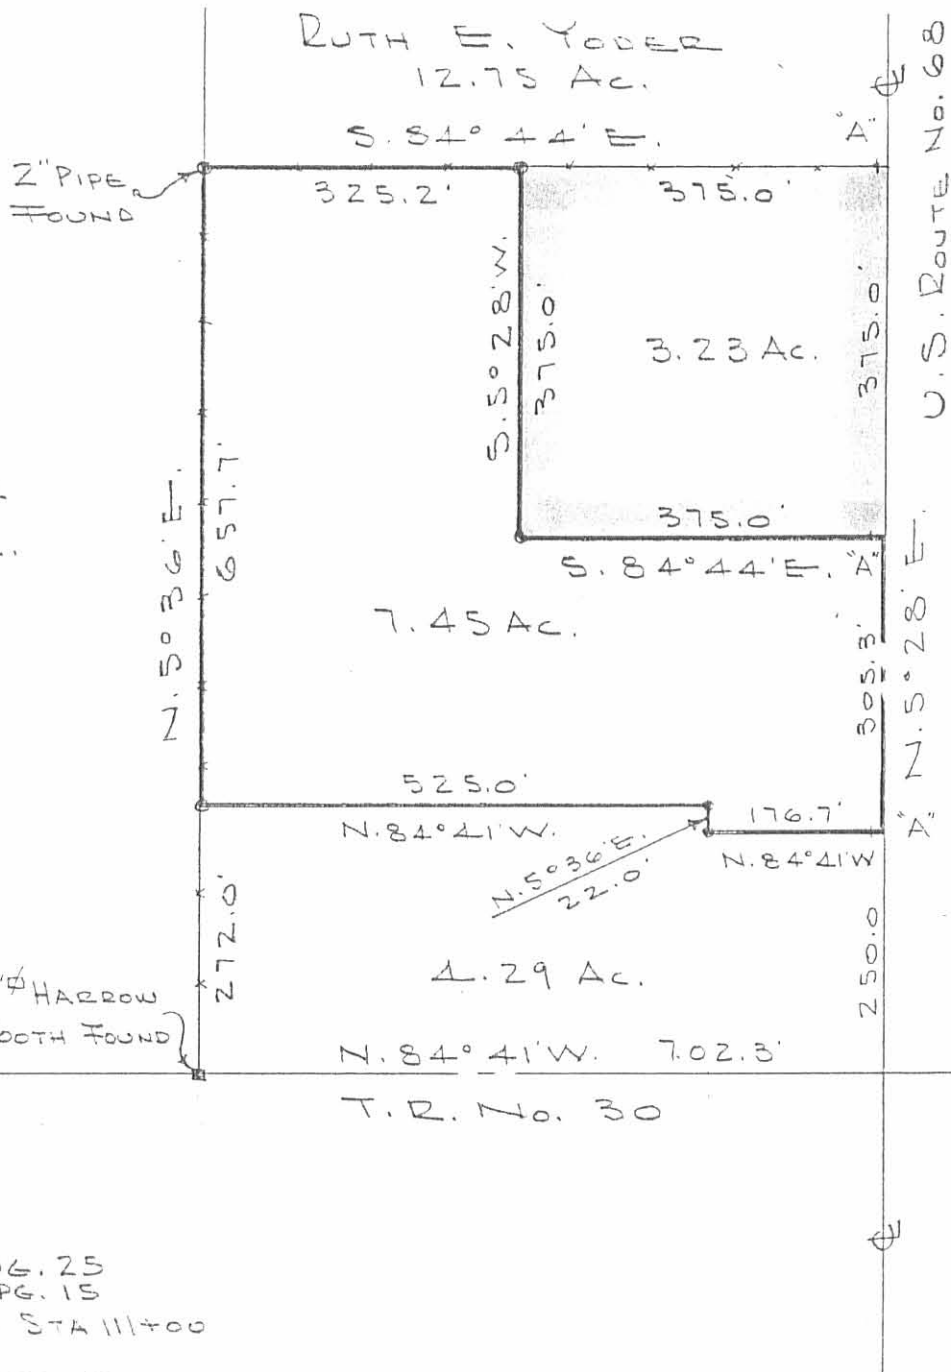 RUTH E. YODER
12.75 Ac.
S. 84° 44' E.
"A"
U.S. ROUTE No. 68
2" PIPE
FOUND
325.2'
375.0'
S. 5° 28' W.
375.0'
3.23 Ac.
375.0'
375.0'
S. 84° 44' E.
"A"
N. 5° 36' E.
657.7'
7.45 Ac.
305.3'
N. 5° 28' E.
525.0'
N. 84° 41' W.
176.7'
N. 84° 41' W
"A"
N. 5° 36' E.
22.0'
272.0'
4.29 Ac.
250.0
HARROW
OOTH FOUND
N. 84° 41' W. 702.3'
T.R. No. 30
G. 25
PG. 15
STA 111+00